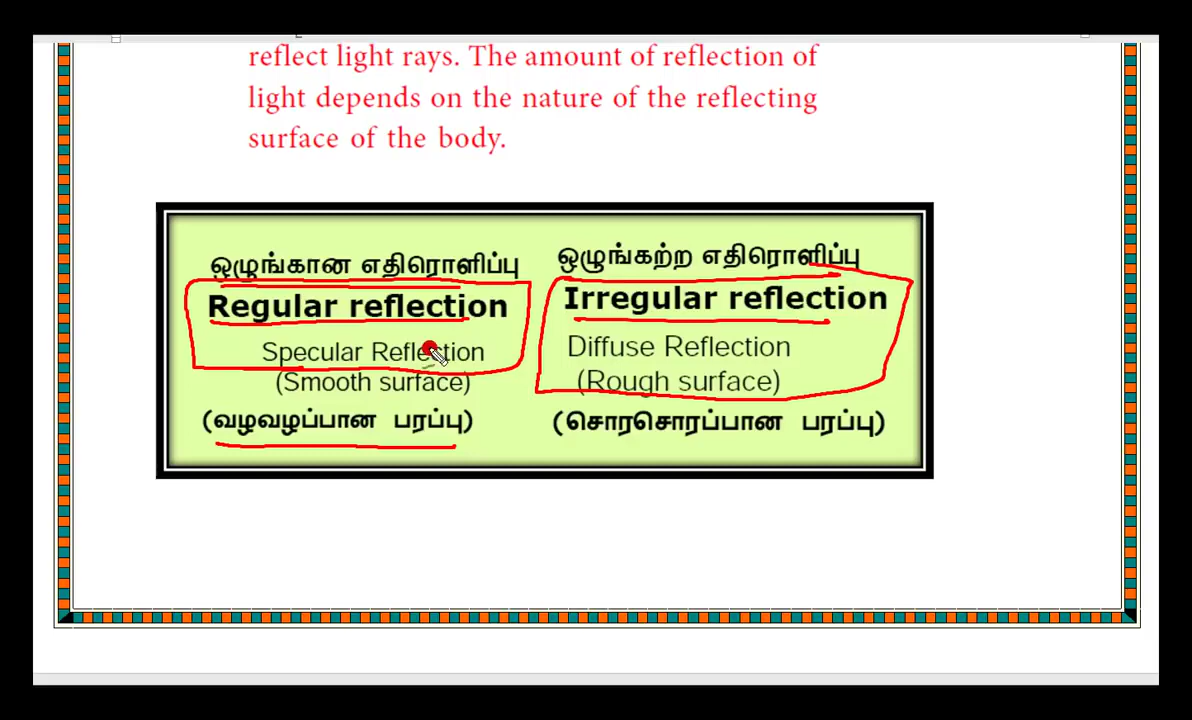 reflect light rays. The amount of reflection of
light depends on the nature of the reflecting
surface of the body.
ஒழுங்கான எதிரொளிப்பு
Regular reflection
Specular Reflection
(Smooth surface)
(வழவழப்பான பரப்பு)
ஒழுங்கற்ற எதிரொளிப்பு
Irregular reflection
Diffuse Reflection
(Rough surface)
(சொரசொரப்பான பரப்பு)